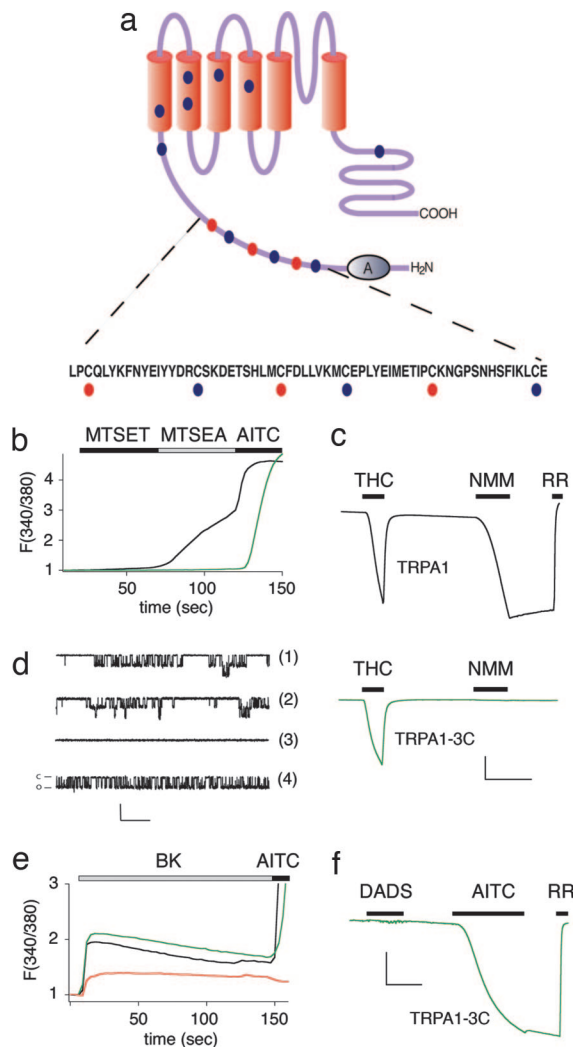 a
COOH
A
H₂N
LPCQLYKFNYEIYYDRCSKDETSHLMCFDLLVKMCEPLYEIMETIPCKNGPSNHSFIKLCE
b
MTSET MTSEA AITC
F(340/380)
4
3
2
1
50 100 150
time (sec)
c
THC NMM RR
TRPA1
THC NMM
TRPA1-3C
d
(1)
(2)
(3)
C
O
(4)
e
BK AITC
F(340/380)
3
2
1
50 100 150
time (sec)
f
DADS AITC RR
TRPA1-3C